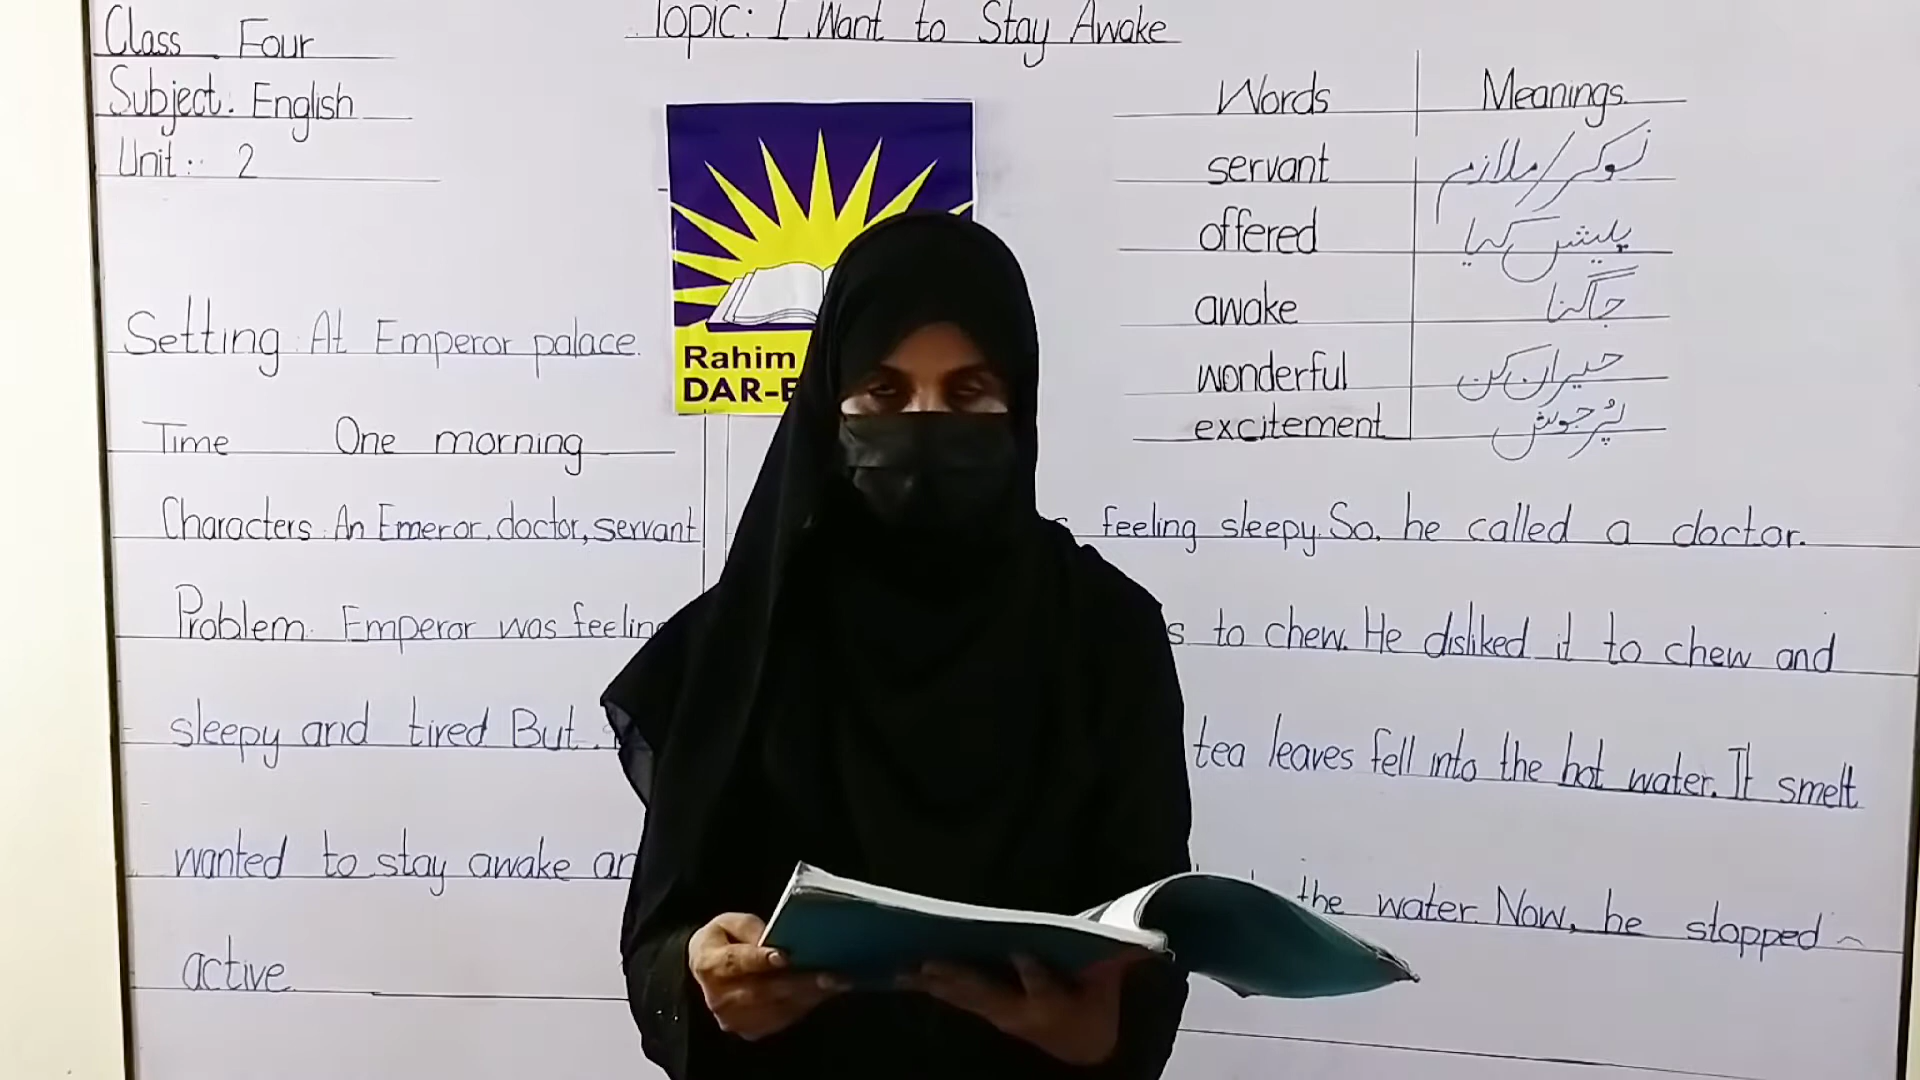 Class Four
Subject: English
Unit: 2
Topic: I Want to Stay Awake
Words Meanings
servant نوکر/ملازم
offered پیش کیا
awake جاگنا
wonderful حیران کن
excitement پُرجوش
Rahim
DAR-E
Setting: At Emperor palace.
Time One morning
Characters: An Emeror, doctor, servant
Problem: Emperor was feeling
sleepy and tired But
wanted to stay awake an
active
feeling sleepy. So, he called a doctor.
s to chew. He disliked it to chew and
tea leaves fell into the hot water. It smelt
the water. Now, he stopped